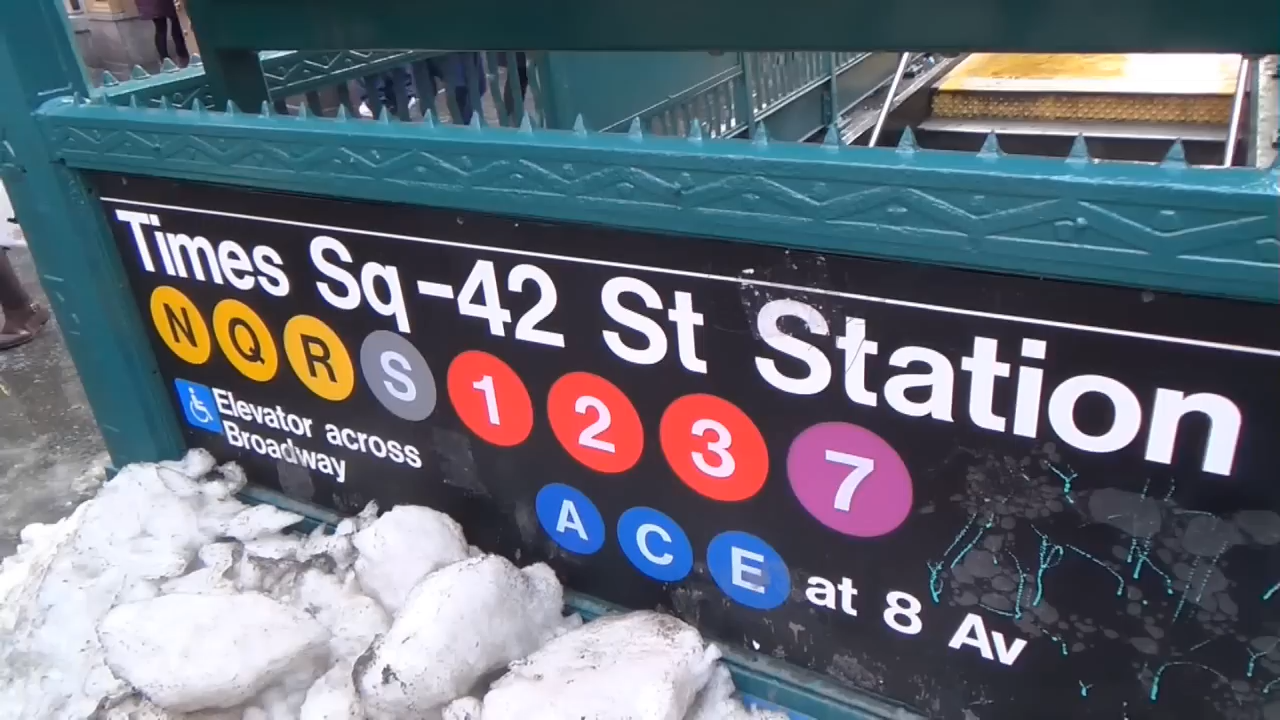 Times Sq-42 St Station
N Q R S 1 2 3 7
Elevator across
Broadway
A C E at 8 Av